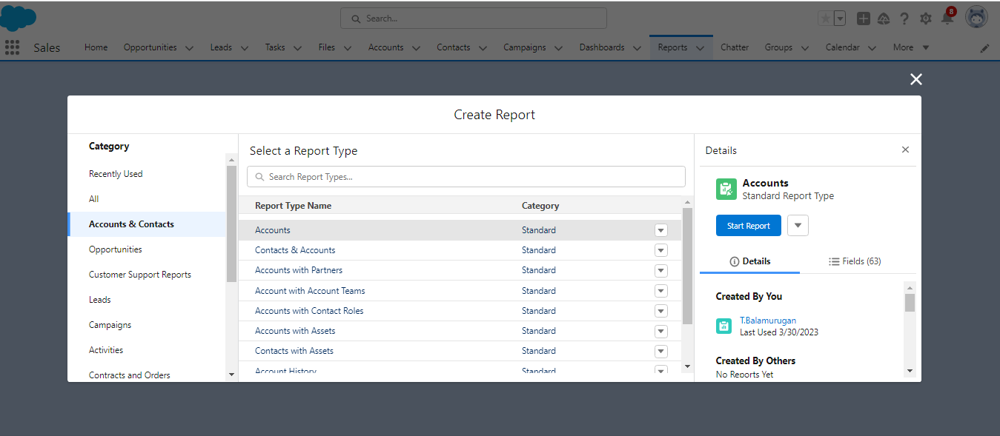 Search...
8
Sales Home Opportunities Leads Tasks Files Accounts Contacts Campaigns Dashboards Reports Chatter Groups Calendar More
Create Report
Category
Recently Used
All
Accounts & Contacts
Opportunities
Customer Support Reports
Leads
Campaigns
Activities
Contracts and Orders
Select a Report Type
Search Report Types...
Report Type Name Category
Accounts Standard
Contacts & Accounts Standard
Accounts with Partners Standard
Account with Account Teams Standard
Accounts with Contact Roles Standard
Accounts with Assets Standard
Contacts with Assets Standard
Account History Standard
Details
Accounts
Standard Report Type
Start Report
Details Fields (63)
Created By You
T.Balamurugan
Last Used 3/30/2023
Created By Others
No Reports Yet